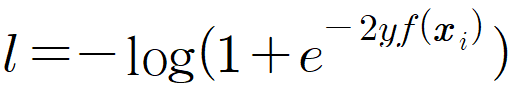 l = − log(1 + e^{−2yf(x_i)})